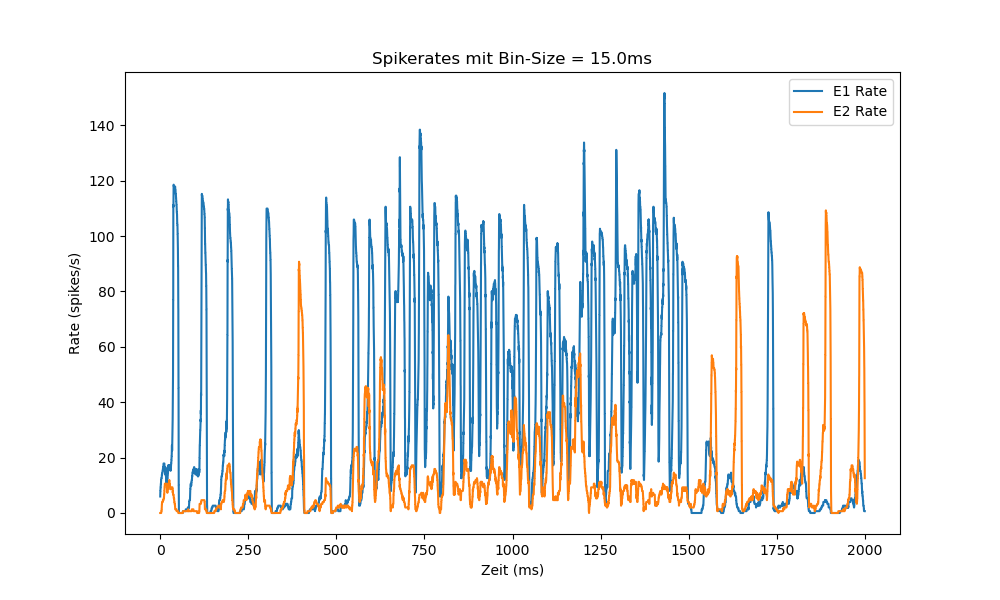 Spikerates mit Bin-Size = 15.0ms
E1 Rate
E2 Rate
140
120
100
80
60
40
20
0
Rate (spikes/s)
0 250 500 750 1000 1250 1500 1750 2000
Zeit (ms)